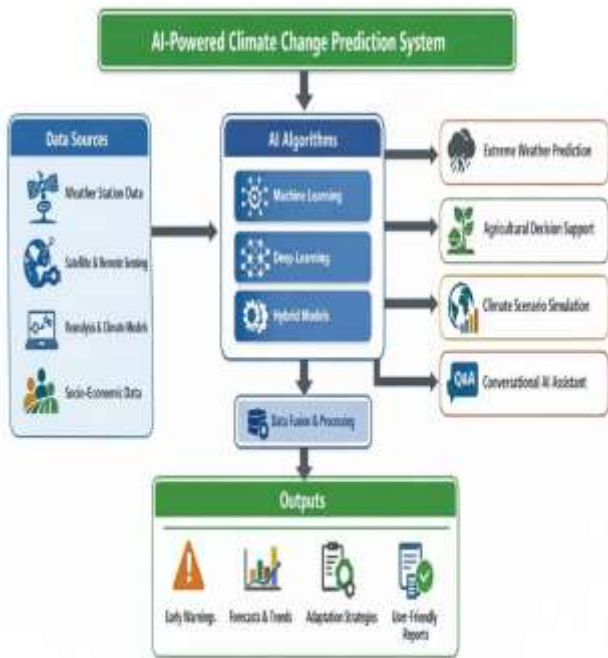 AI-Powered Climate Change Prediction System
Data Sources
Weather Station Data
Satellite & Remote Sensing
Reanalysis & Climate Models
Socio-Economic Data
AI Algorithms
Machine Learning
Deep Learning
Hybrid Models
Data Fusion & Processing
Extreme Weather Prediction
Agricultural Decision Support
Climate Scenario Simulation
Q&A
Conversational AI Assistant
Outputs
Early Warnings
Forecasts & Trends
Adaptation Strategies
User-Friendly
Reports